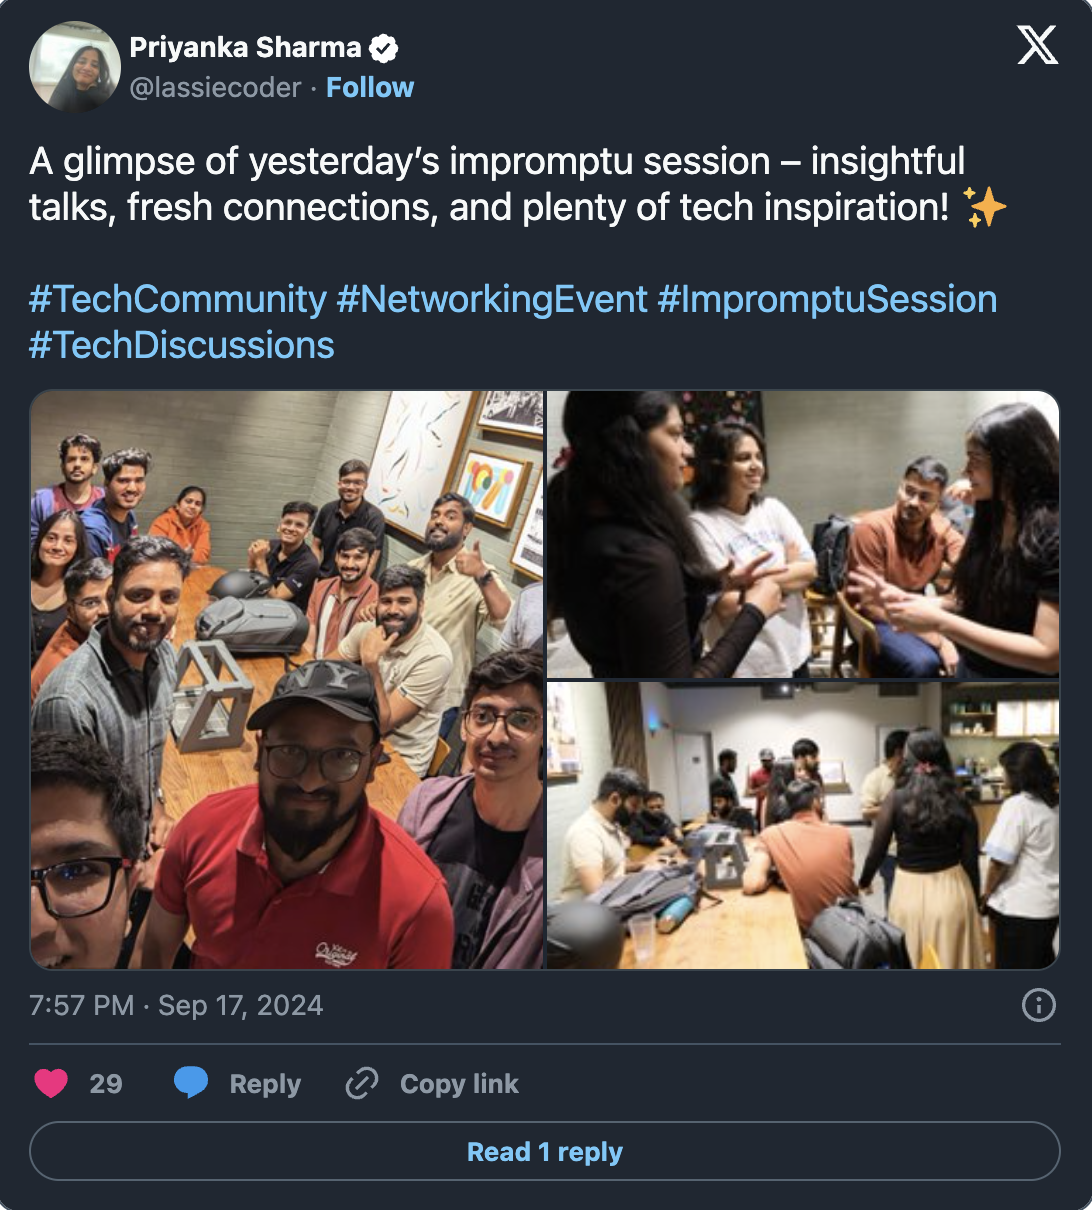 Priyanka Sharma
@lassiecoder · Follow
A glimpse of yesterday’s impromptu session – insightful
talks, fresh connections, and plenty of tech inspiration! ✨
#TechCommunity #NetworkingEvent #ImpromptuSession
#TechDiscussions
NY
Original
7:57 PM · Sep 17, 2024
29 Reply Copy link
Read 1 reply